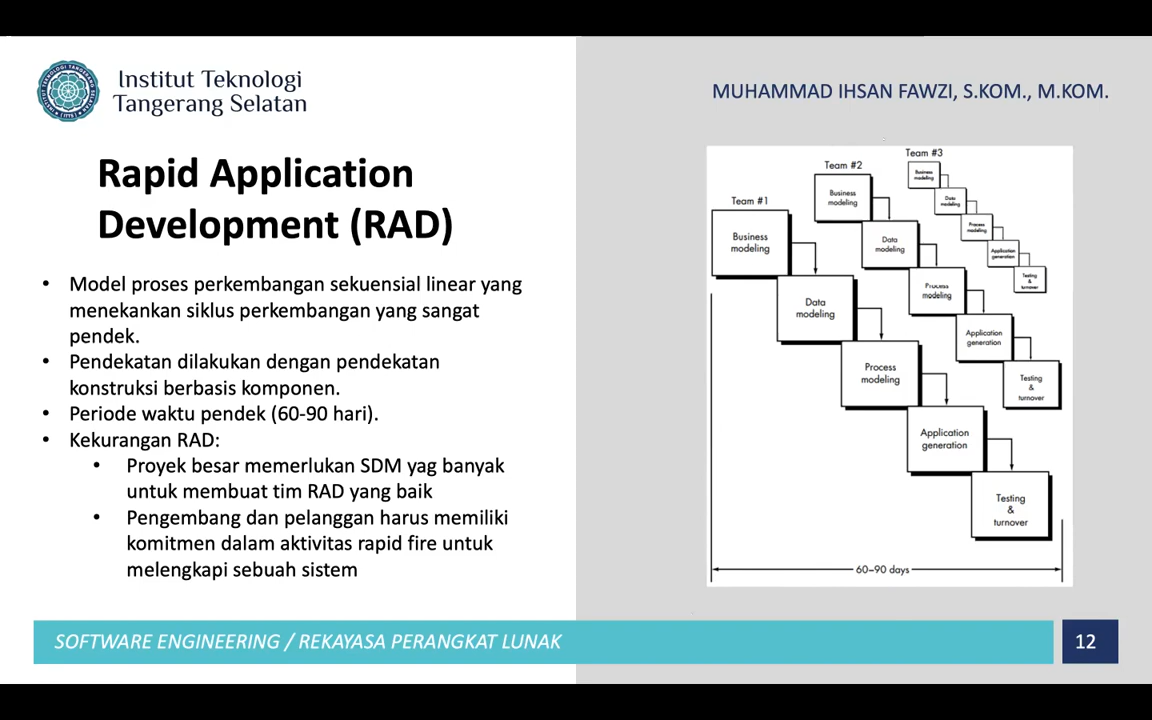 Institut Teknologi
Tangerang Selatan
MUHAMMAD IHSAN FAWZI, S.KOM., M.KOM.
Rapid Application
Development (RAD)
• Model proses perkembangan sekuensial linear yang
menekankan siklus perkembangan yang sangat
pendek.
• Pendekatan dilakukan dengan pendekatan
konstruksi berbasis komponen.
• Periode waktu pendek (60-90 hari).
• Kekurangan RAD:
• Proyek besar memerlukan SDM yag banyak
untuk membuat tim RAD yang baik
• Pengembang dan pelanggan harus memiliki
komitmen dalam aktivitas rapid fire untuk
melengkapi sebuah sistem
Team #1
Business
modeling
Data
modeling
Process
modeling
Application
generation
Testing
&
turnover
Team #2
Business
modeling
Data
modeling
Process
modeling
Application
generation
Testing
&
turnover
Team #3
Business
modeling
Data
modeling
Process
modeling
Application
generation
Testing
&
turnover
60–90 days
SOFTWARE ENGINEERING / REKAYASA PERANGKAT LUNAK
12